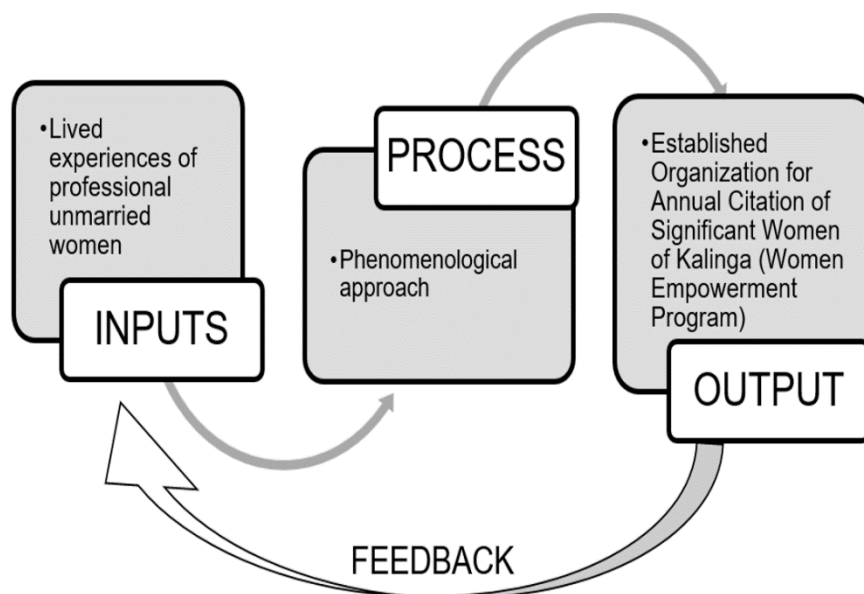 •Lived
experiences of
professional
unmarried
women
INPUTS
PROCESS
•Phenomenological
approach
•Established
Organization for
Annual Citation of
Significant Women
of Kalinga (Women
Empowerment
Program)
OUTPUT
FEEDBACK